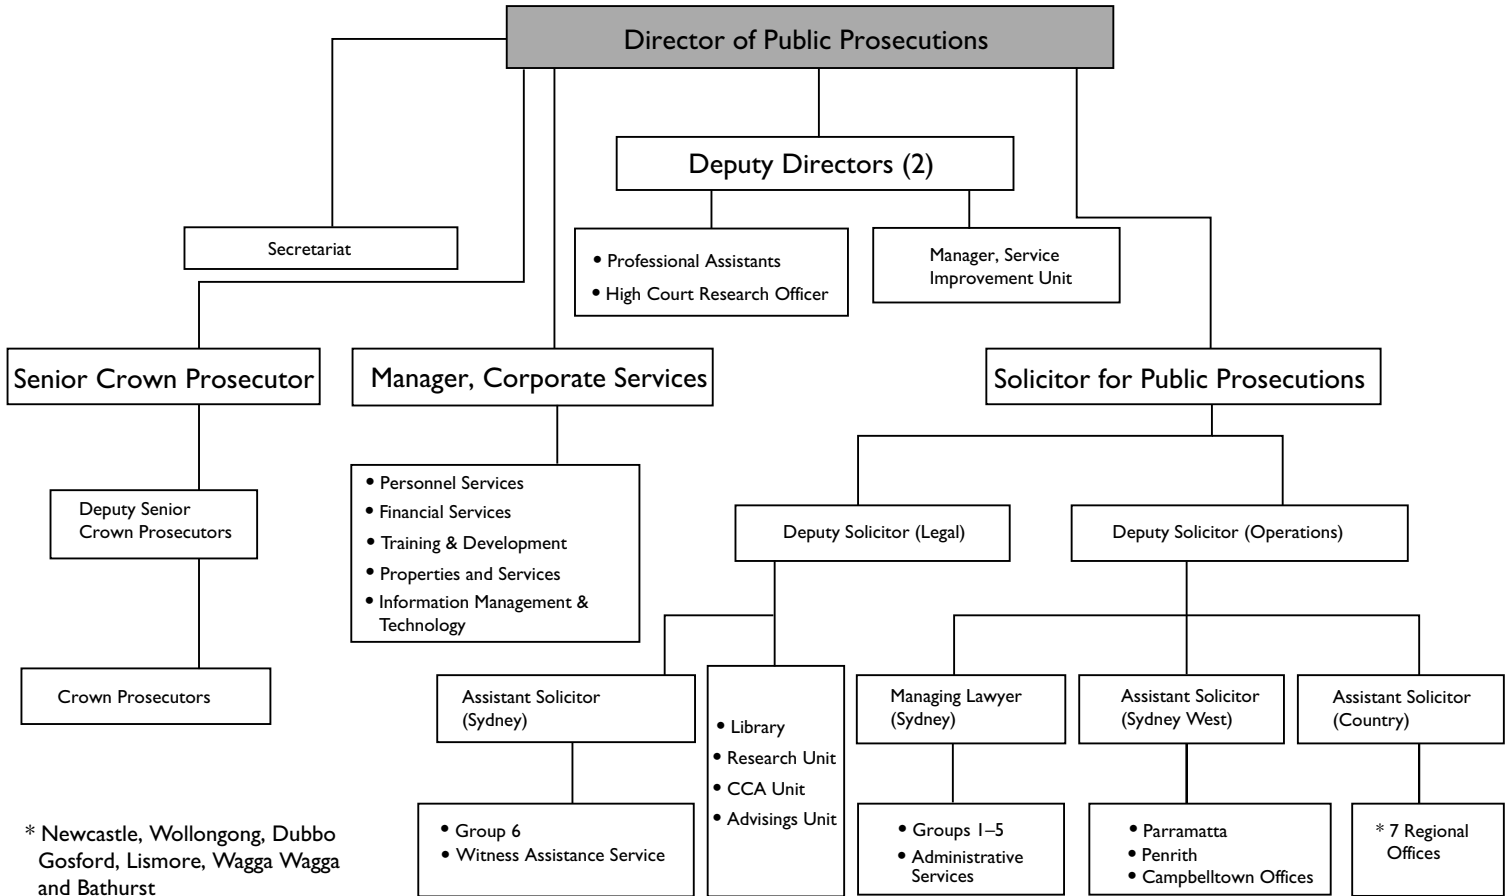 Director of Public Prosecutions
Deputy Directors (2)
Secretariat
• Professional Assistants
• High Court Research Officer
Manager, Service
Improvement Unit
Senior Crown Prosecutor
Manager, Corporate Services
Solicitor for Public Prosecutions
• Personnel Services
• Financial Services
• Training & Development
• Properties and Services
• Information Management &
Technology
Deputy Senior
Crown Prosecutors
Deputy Solicitor (Legal)
Deputy Solicitor (Operations)
Crown Prosecutors
Assistant Solicitor
(Sydney)
• Library
• Research Unit
• CCA Unit
• Advisings Unit
Managing Lawyer
(Sydney)
Assistant Solicitor
(Sydney West)
Assistant Solicitor
(Country)
• Group 6
• Witness Assistance Service
• Groups 1–5
• Administrative
Services
• Parramatta
• Penrith
• Campbelltown Offices
* 7 Regional
Offices
* Newcastle, Wollongong, Dubbo
Gosford, Lismore, Wagga Wagga
and Bathurst